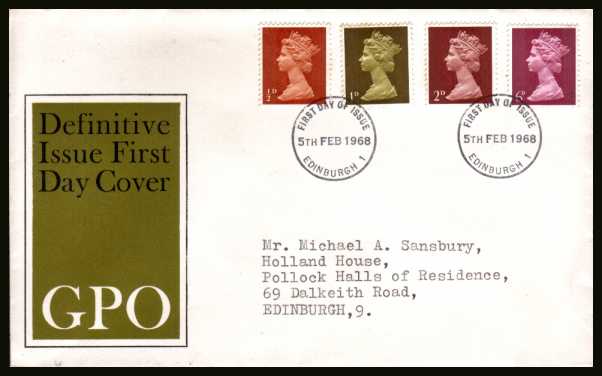 ½D
1D
2D
6D
FIRST DAY OF ISSUE
5TH FEB 1968
EDINBURGH 1
FIRST DAY OF ISSUE
5TH FEB 1968
EDINBURGH 1
Definitive
Issue First
Day Cover
GPO
Mr. Michael A. Sansbury,
Holland House,
Pollock Halls of Residence,
69 Dalkeith Road,
EDINBURGH,9.